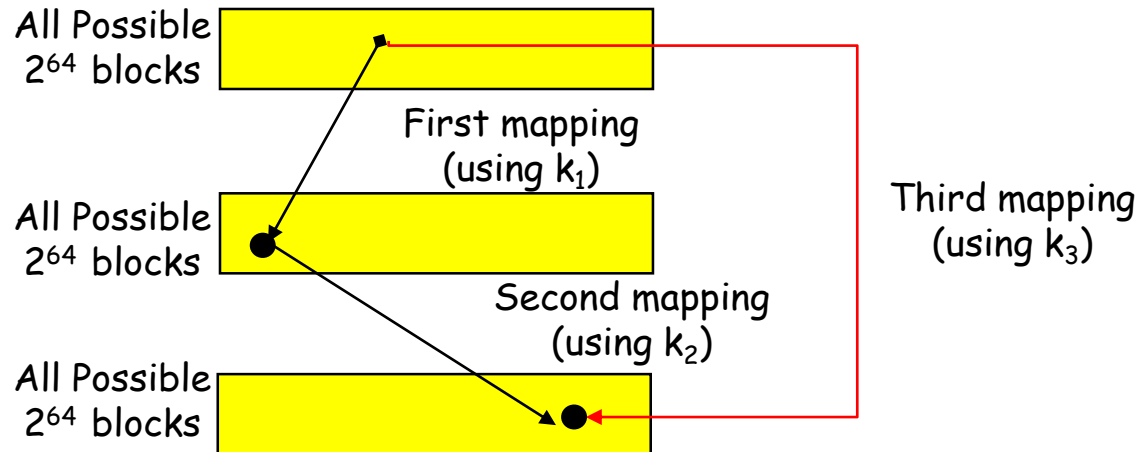 All Possible
2⁶⁴ blocks
First mapping
(using k₁)
All Possible
2⁶⁴ blocks
Third mapping
(using k₃)
Second mapping
(using k₂)
All Possible
2⁶⁴ blocks